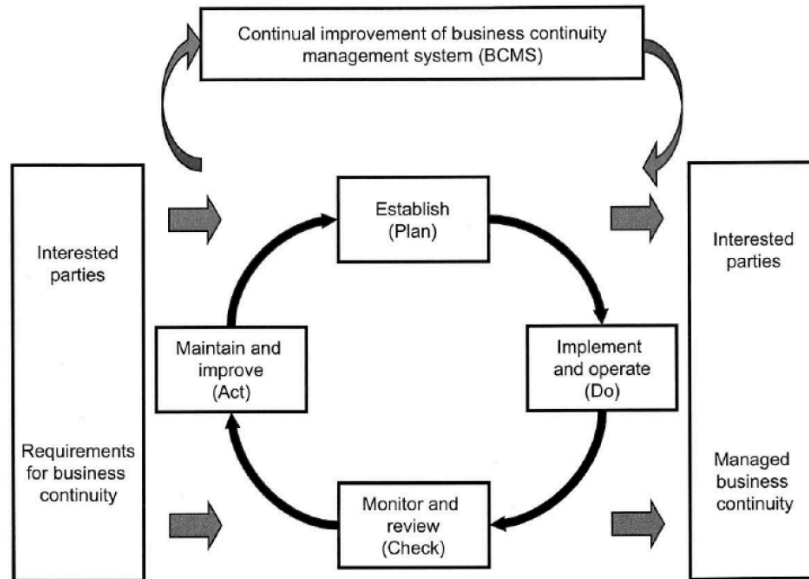 Continual improvement of business continuity
management system (BCMS)
Establish
(Plan)
Interested
parties
Interested
parties
Maintain and
improve
(Act)
Implement
and operate
(Do)
Requirements
for business
continuity
Managed
business
continuity
Monitor and
review
(Check)